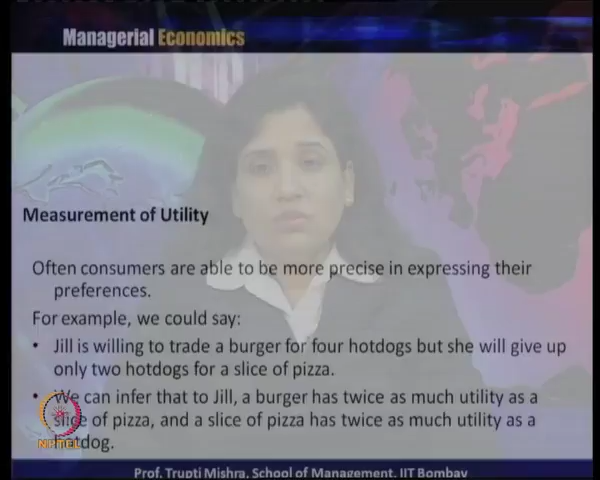 Managerial Economics
Measurement of Utility
Often consumers are able to be more precise in expressing their
preferences.
For example, we could say:
• Jill is willing to trade a burger for four hotdogs but she will give up
only two hotdogs for a slice of pizza.
• We can infer that to Jill, a burger has twice as much utility as a
slice of pizza, and a slice of pizza has twice as much utility as a
hotdog.
NPTEL
Prof. Trupti Mishra, School of Management, IIT Bombay